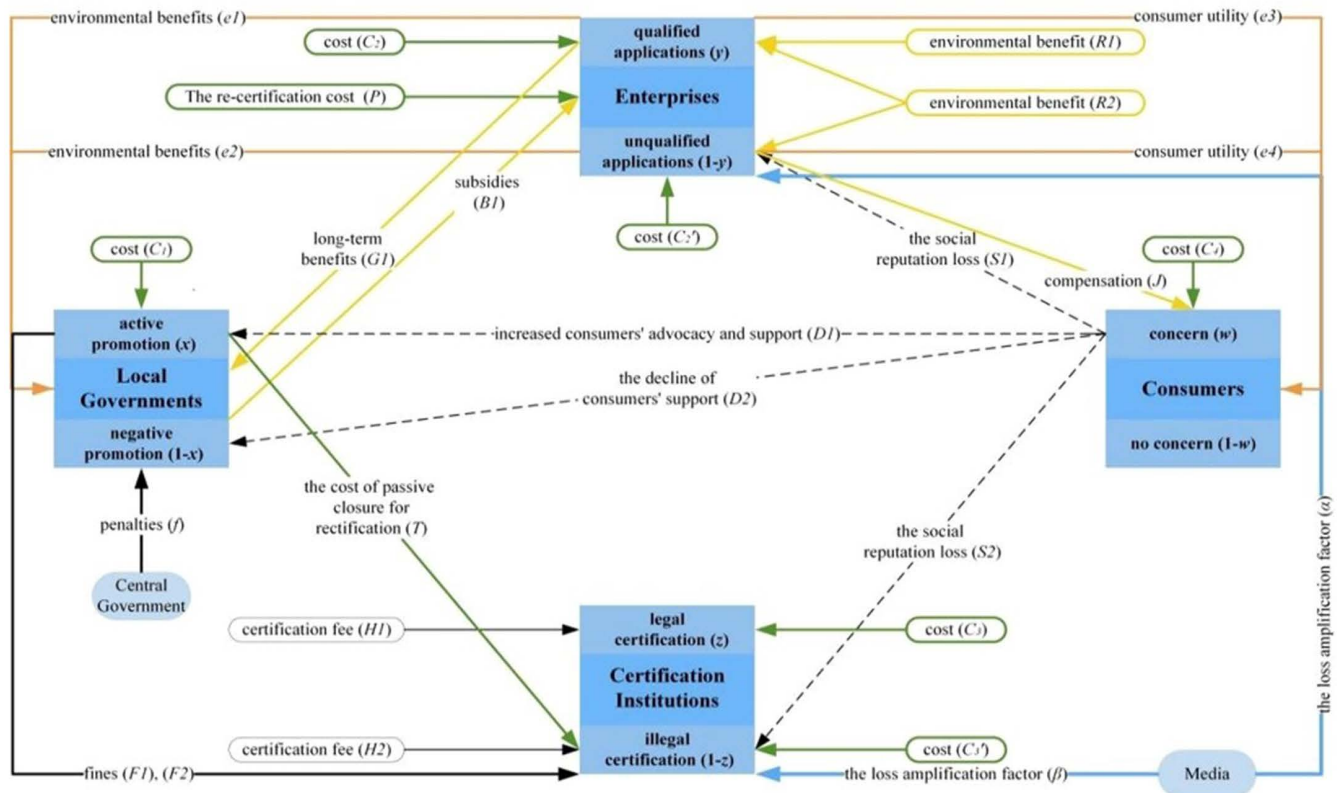 environmental benefits (e1)
consumer utility (e3)
cost (C₂)
qualified
applications (y)
environmental benefit (R1)
The re-certification cost (P)
Enterprises
environmental benefit (R2)
environmental benefits (e2)
unqualified
applications (1-y)
consumer utility (e4)
subsidies
(B1)
cost (C₁)
long-term
benefits (G1)
cost (C₂')
the social
reputation loss (S1)
cost (C₄)
compensation (J)
active
promotion (x)
increased consumers' advocacy and support (D1)
concern (w)
Local
Governments
the decline of
consumers' support (D2)
Consumers
negative
promotion (1-x)
no concern (1-w)
the cost of passive
closure for
rectification (T)
penalties (f)
the social
reputation loss (S2)
the loss amplification factor (α)
Central
Government
certification fee (H1)
legal
certification (z)
cost (C₃)
Certification
Institutions
certification fee (H2)
illegal
certification (1-z)
cost (C₃')
fines (F1), (F2)
the loss amplification factor (β)
Media